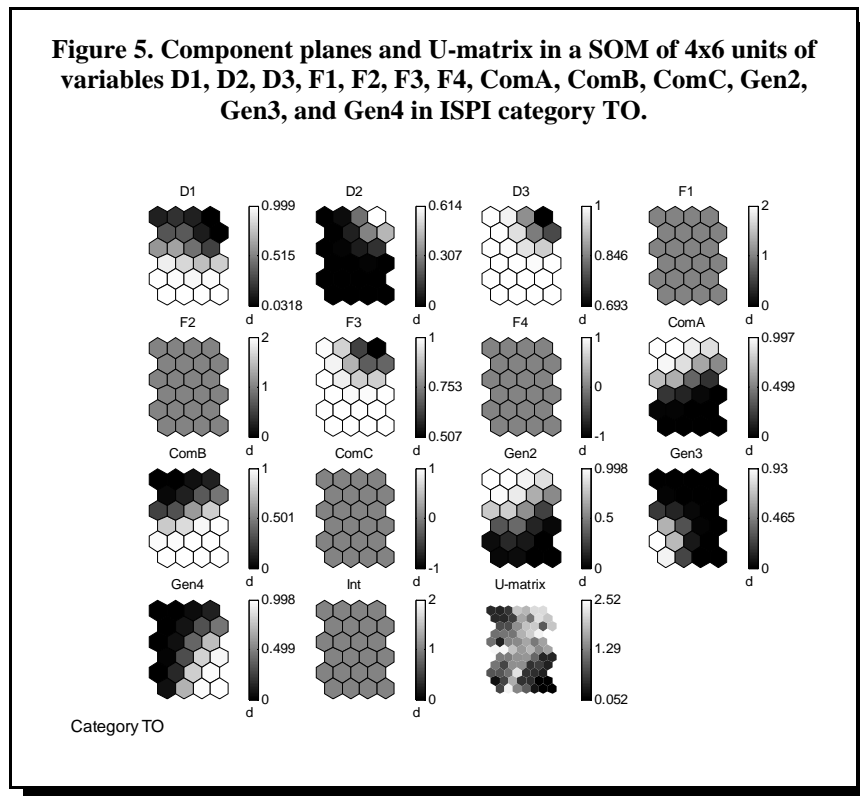 Figure 5. Component planes and U-matrix in a SOM of 4x6 units of
variables D1, D2, D3, F1, F2, F3, F4, ComA, ComB, ComC, Gen2,
Gen3, and Gen4 in ISPI category TO.
D1
0.999
0.515
0.0318
d
D2
0.614
0.307
0
d
D3
1
0.846
0.693
d
F1
2
1
0
d
F2
2
1
0
d
F3
1
0.753
0.507
d
F4
1
0
-1
d
ComA
0.997
0.499
0
d
ComB
1
0.501
0
d
ComC
1
0
-1
d
Gen2
0.998
0.5
0
d
Gen3
0.93
0.465
0
d
Gen4
0.998
0.499
0
d
Int
2
1
0
d
U-matrix
2.52
1.29
0.052
Category TO